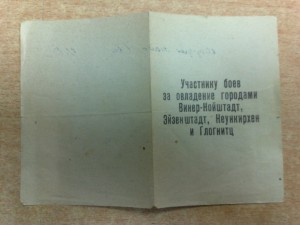 Участнику боев
за овладение городами
Винер-Нойштадт,
Эйзенштадт, Неункирхен
и Глогнитц